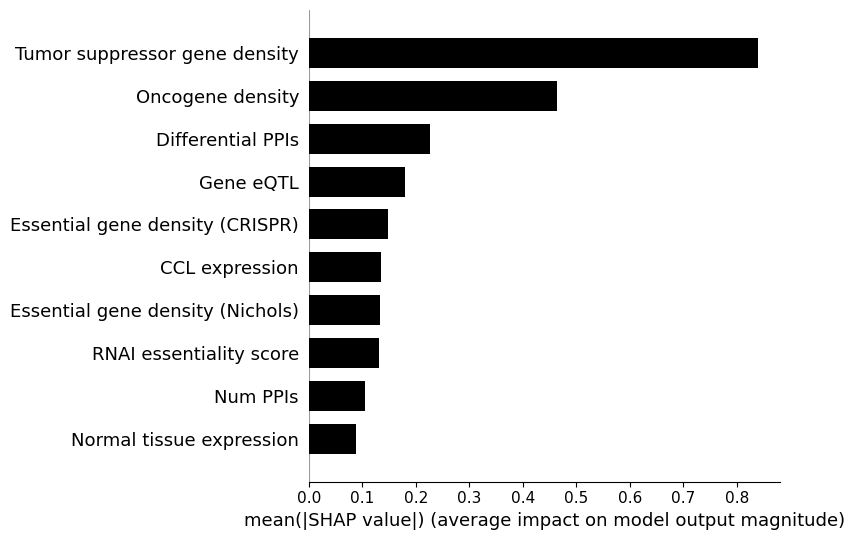 Tumor suppressor gene density
Oncogene density
Differential PPIs
Gene eQTL
Essential gene density (CRISPR)
CCL expression
Essential gene density (Nichols)
RNAI essentiality score
Num PPIs
Normal tissue expression
0.0 0.1 0.2 0.3 0.4 0.5 0.6 0.7 0.8
mean(|SHAP value|) (average impact on model output magnitude)